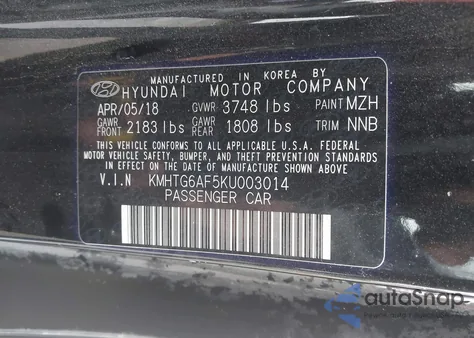 MANUFACTURED IN KOREA BY
HYUNDAI MOTOR COMPANY
APR/05/18 GVWR 3748 lbs PAINT MZH
GAWR FRONT 2183 lbs GAWR REAR 1808 lbs TRIM NNB
THIS VEHICLE CONFORMS TO ALL APPLICABLE U.S.A. FEDERAL
MOTOR VEHICLE SAFETY, BUMPER, AND THEFT PREVENTION STANDARDS
IN EFFECT ON THE DATE OF MANUFACTURE SHOWN ABOVE.
V.I.N KMHTG6AF5KU003014
PASSENGER CAR
autoSnap